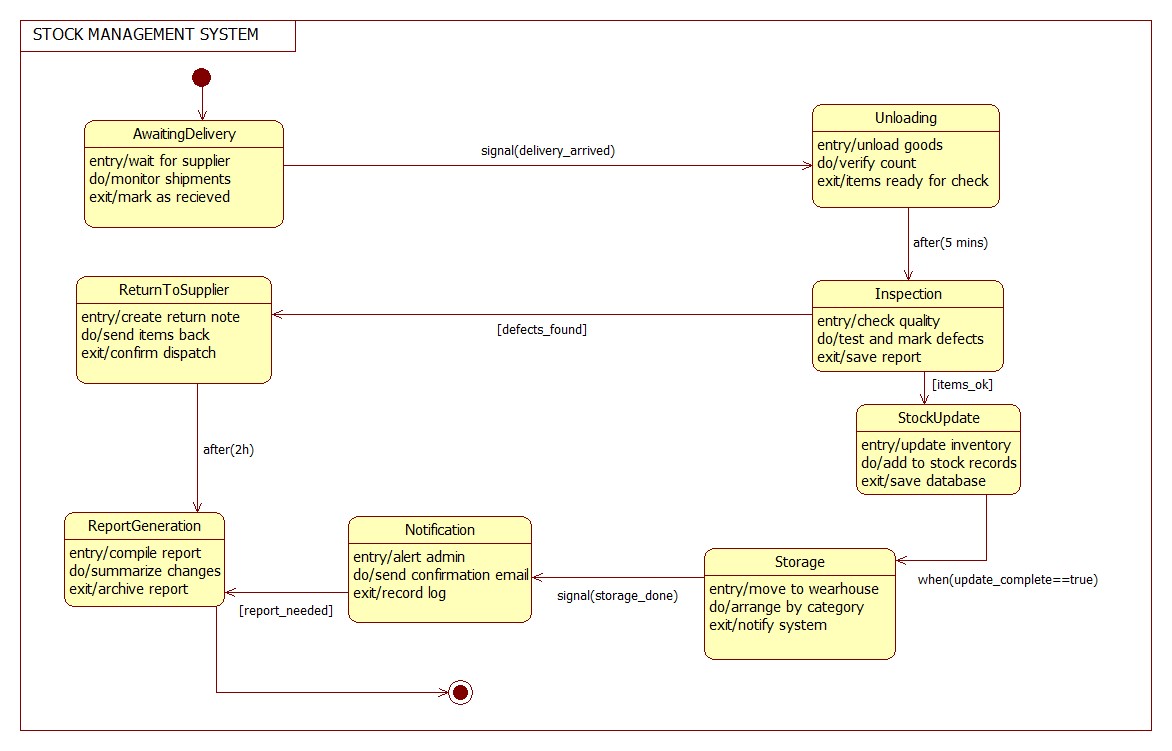 STOCK MANAGEMENT SYSTEM
AwaitingDelivery
entry/wait for supplier
do/monitor shipments
exit/mark as recieved
signal(delivery_arrived)
Unloading
entry/unload goods
do/verify count
exit/items ready for check
after(5 mins)
ReturnToSupplier
entry/create return note
do/send items back
exit/confirm dispatch
[defects_found]
Inspection
entry/check quality
do/test and mark defects
exit/save report
[items_ok]
StockUpdate
entry/update inventory
do/add to stock records
exit/save database
after(2h)
ReportGeneration
entry/compile report
do/summarize changes
exit/archive report
[report_needed]
Notification
entry/alert admin
do/send confirmation email
exit/record log
signal(storage_done)
Storage
entry/move to wearhouse
do/arrange by category
exit/notify system
when(update_complete==true)